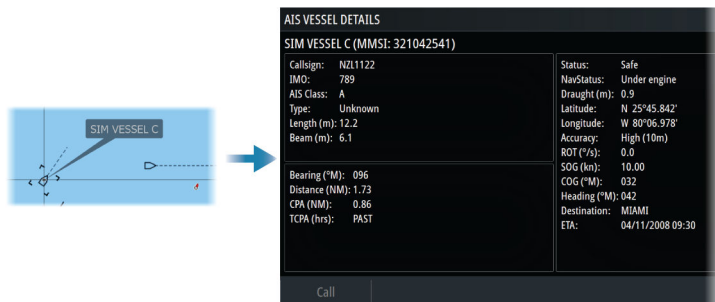 AIS VESSEL DETAILS
SIM VESSEL C (MMSI: 321042541)
Callsign: NZL1122
IMO: 789
AIS Class: A
Type: Unknown
Length (m): 12.2
Beam (m): 6.1
Bearing (°M): 096
Distance (NM): 1.73
CPA (NM): 0.86
TCPA (hrs): PAST
Status: Safe
NavStatus: Under engine
Draught (m): 0.9
Latitude: N 25°45.842'
Longitude: W 80°06.978'
Accuracy: High (10m)
ROT (°/s): 0.0
SOG (kn): 10.00
COG (°M): 032
Heading (°M): 042
Destination: MIAMI
ETA: 04/11/2008 09:30
Call
SIM VESSEL C